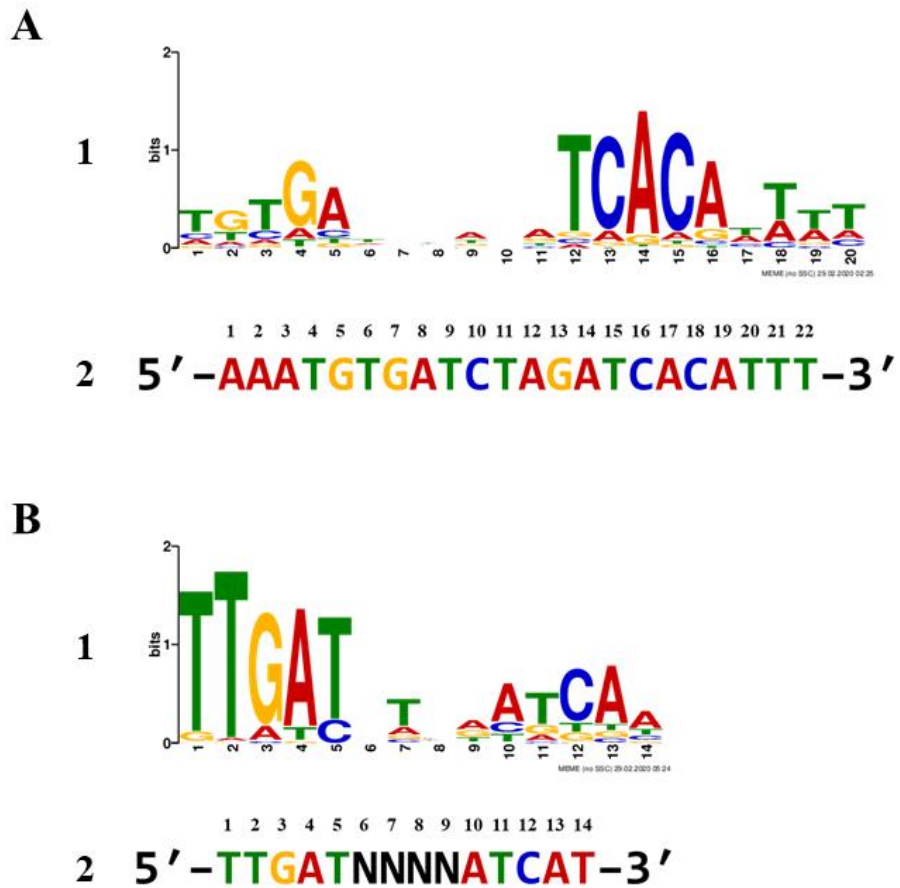 A
2
1
bits
1
0
T G T G A A A T C A C A T T T T
1 2 3 4 5 6 7 8 9 10 11 12 13 14 15 16 17 18 19 20
MEME (no SSC) 29.02.2020 02:25
1 2 3 4 5 6 7 8 9 10 11 12 13 14 15 16 17 18 19 20 21 22
2 5′-AAATGTGATCTAGATCACATTT-3′
B
2
1
bits
1
0
T T G A T T A A T C A A
1 2 3 4 5 6 7 8 9 10 11 12 13 14
MEME (no SSC) 29.02.2020 05:24
1 2 3 4 5 6 7 8 9 10 11 12 13 14
2 5′-TTGATNNNNATCAT-3′